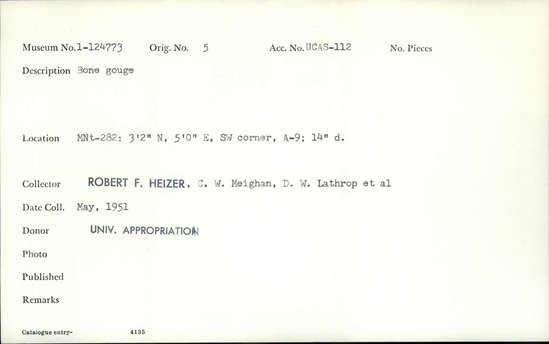 Museum No. 1-124773 Orig. No. 5 Acc. No. UCAS-112 No. Pieces
Description Bone gouge
Location MNt-282: 3'2" N, 5'0" E, SW corner, A-9; 14" d.
Collector ROBERT F. HEIZER, C. W. Meighan, D. W. Lathrop et al
Date Coll. May, 1951
Donor UNIV. APPROPRIATION
Photo
Published
Remarks
Catalogue entry- 4135